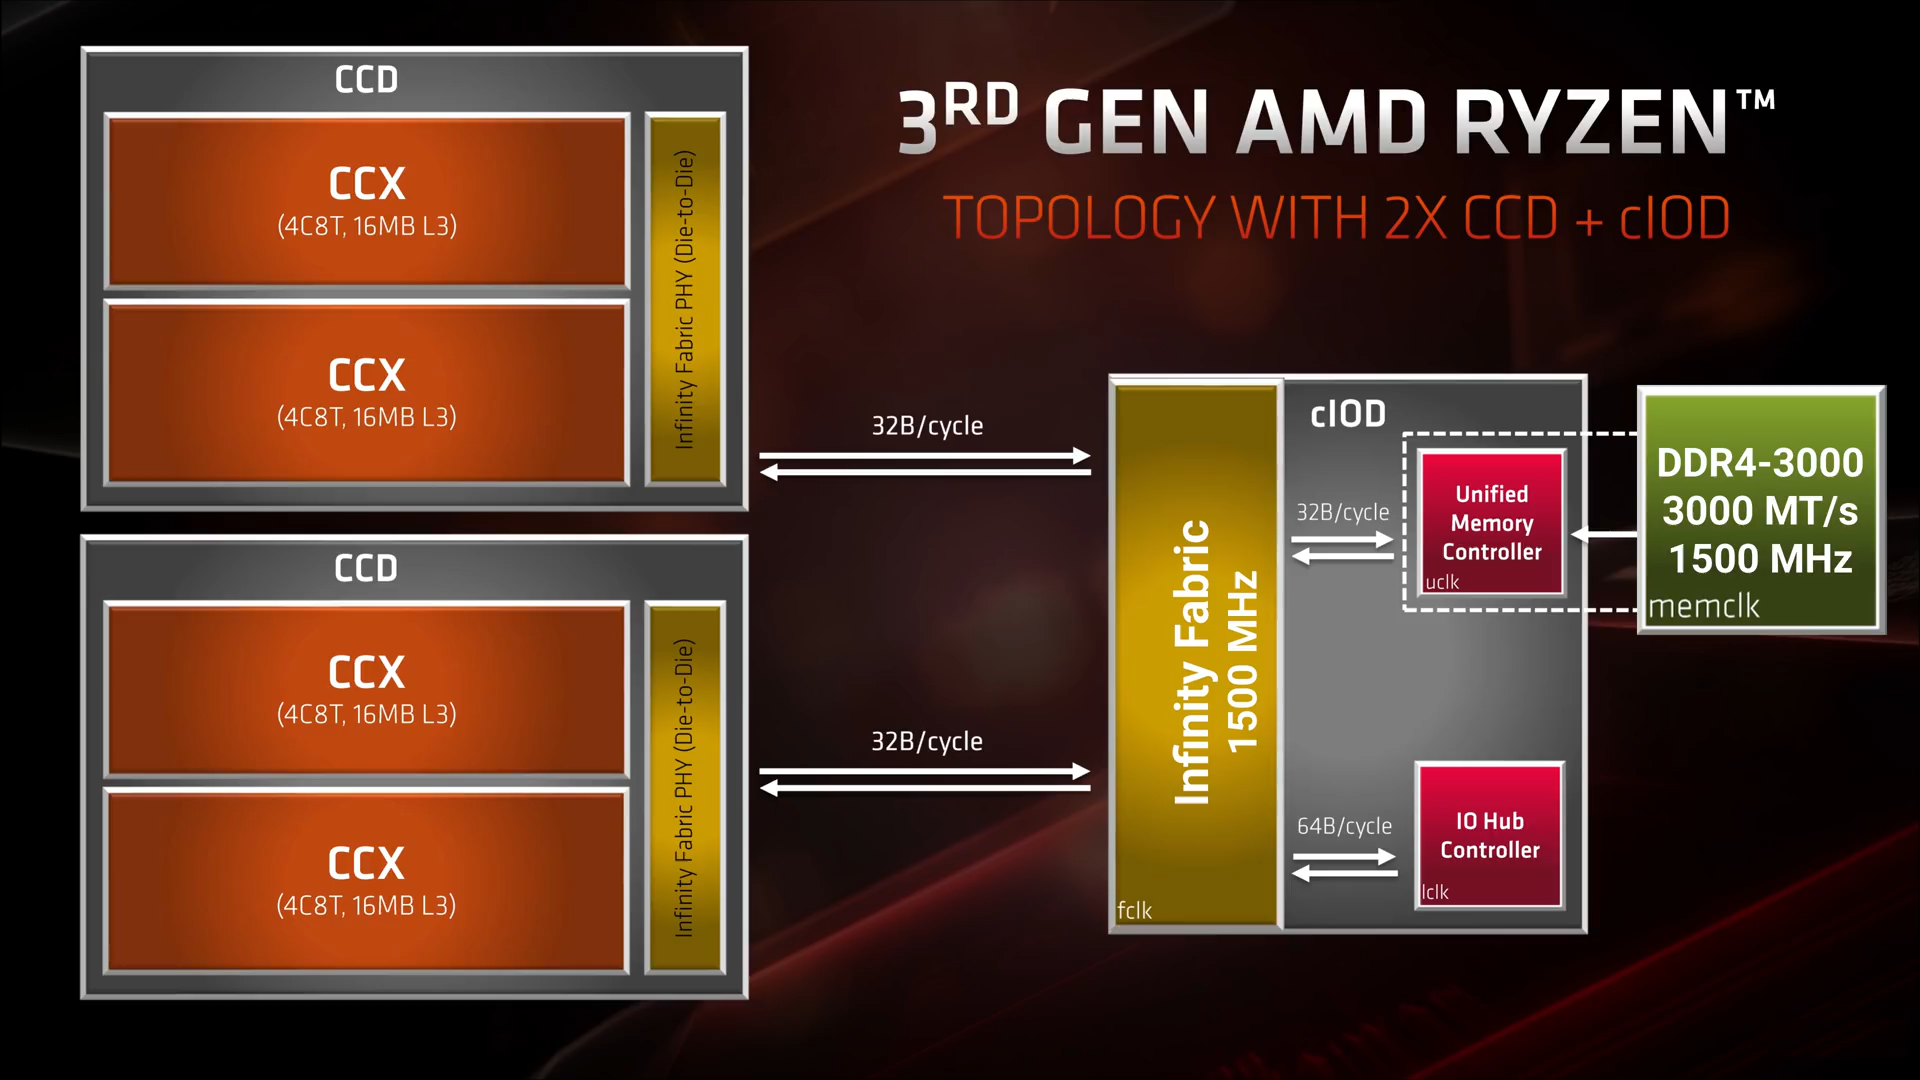 3RD GEN AMD RYZEN™
TOPOLOGY WITH 2X CCD + cIOD
CCD
CCX
(4C8T, 16MB L3)
CCX
(4C8T, 16MB L3)
Infinity Fabric PHY (Die-to-Die)
CCD
CCX
(4C8T, 16MB L3)
CCX
(4C8T, 16MB L3)
Infinity Fabric PHY (Die-to-Die)
32B/cycle
32B/cycle
Infinity Fabric
1500 MHz
fclk
cIOD
32B/cycle
Unified
Memory
Controller
uclk
64B/cycle
IO Hub
Controller
lclk
DDR4-3000
3000 MT/s
1500 MHz
memclk